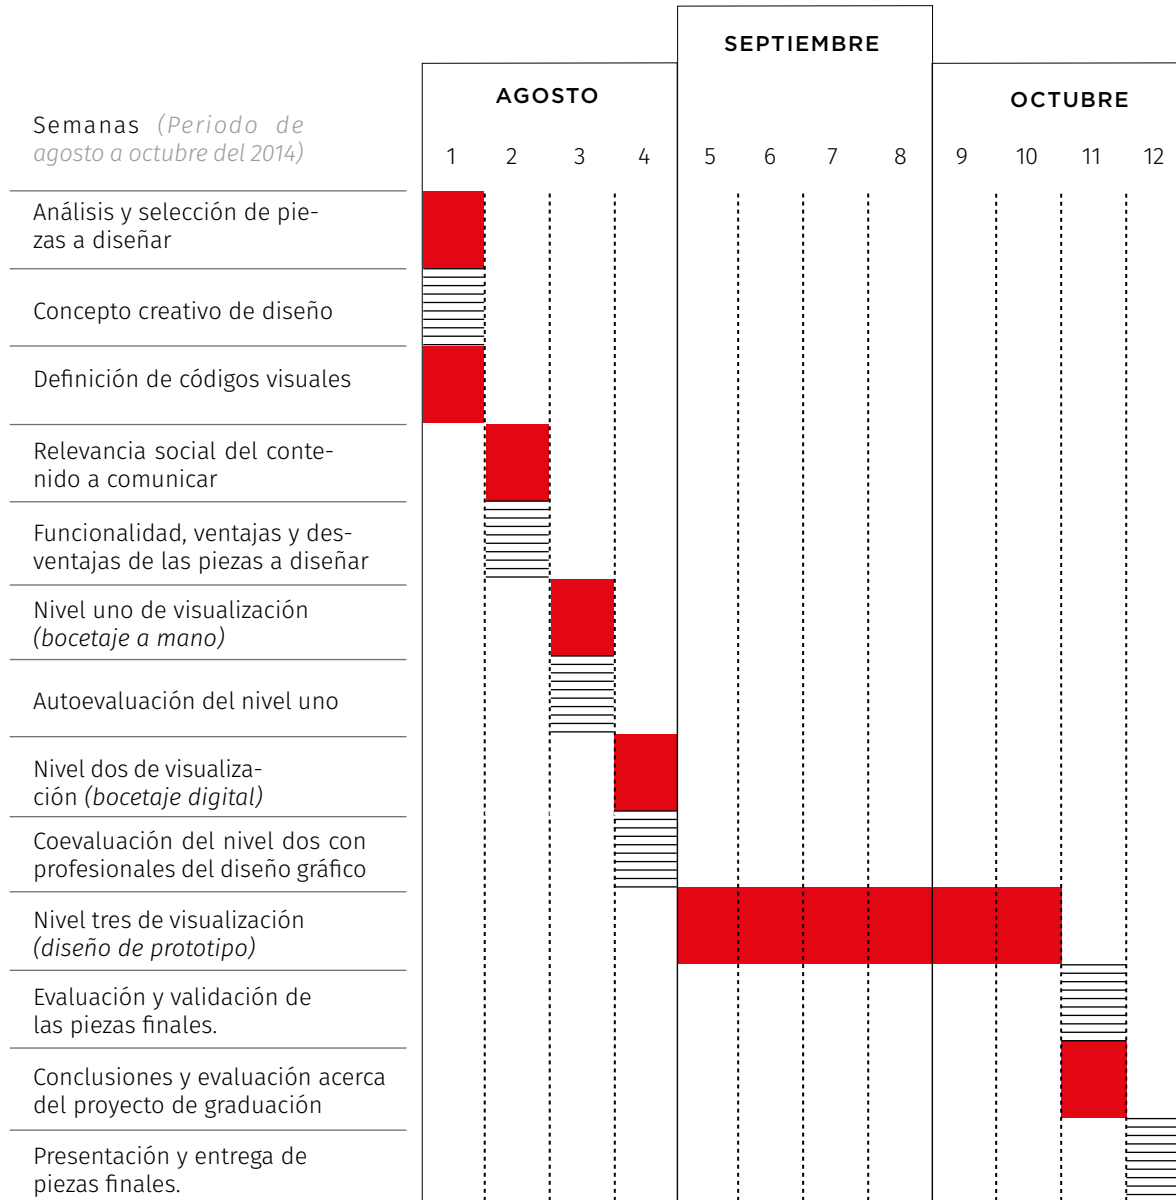 SEPTIEMBRE
AGOSTO
OCTUBRE
Semanas (Periodo de
agosto a octubre del 2014)
1 2 3 4 5 6 7 8 9 10 11 12
Análisis y selección de pie-
zas a diseñar
Concepto creativo de diseño
Definición de códigos visuales
Relevancia social del conte-
nido a comunicar
Funcionalidad, ventajas y des-
ventajas de las piezas a diseñar
Nivel uno de visualización
(bocetaje a mano)
Autoevaluación del nivel uno
Nivel dos de visualiza-
ción (bocetaje digital)
Coevaluación del nivel dos con
profesionales del diseño gráfico
Nivel tres de visualización
(diseño de prototipo)
Evaluación y validación de
las piezas finales.
Conclusiones y evaluación acerca
del proyecto de graduación
Presentación y entrega de
piezas finales.